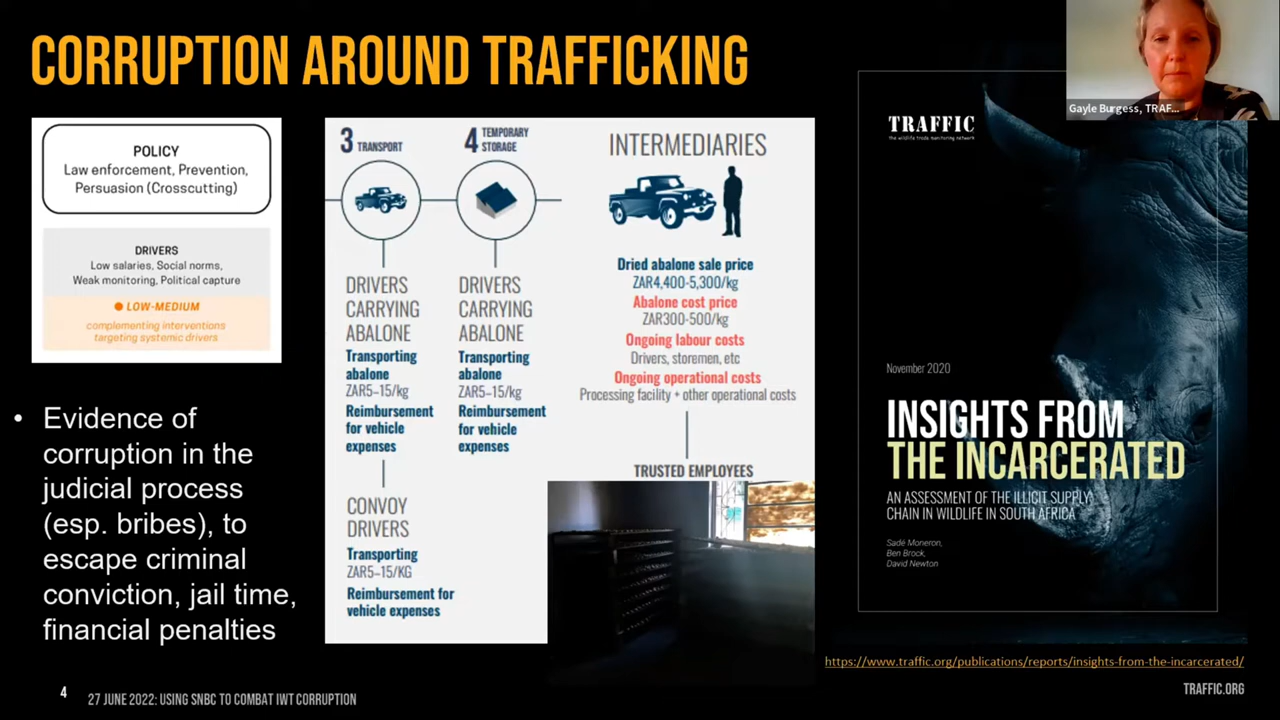 CORRUPTION AROUND TRAFFICKING
POLICY
Law enforcement, Prevention,
Persuasion (Crosscutting)
DRIVERS
Low salaries, Social norms,
Weak monitoring, Political capture
LOW-MEDIUM
complementing interventions
targeting systemic drivers
• Evidence of
corruption in the
judicial process
(esp. bribes), to
escape criminal
conviction, jail time,
financial penalties
3 TRANSPORT
DRIVERS
CARRYING
ABALONE
Transporting
abalone
ZAR5–15/kg
Reimbursement
for vehicle
expenses
CONVOY
DRIVERS
Transporting
ZAR5–15/KG
Reimbursement for
vehicle expenses
4 TEMPORARY
STORAGE
DRIVERS
CARRYING
ABALONE
Transporting
abalone
ZAR5–15/kg
Reimbursement
for vehicle
expenses
INTERMEDIARIES
Dried abalone sale price
ZAR4,400-5,300/kg
Abalone cost price
ZAR300-500/kg
Ongoing labour costs
Drivers, storemen, etc
Ongoing operational costs
Processing facility + other operational costs
TRUSTED EMPLOYEES
Gayle Burgess, TRAF...
TRAFFIC
the wildlife trade monitoring network
November 2020
INSIGHTS FROM
THE INCARCERATED
AN ASSESSMENT OF THE ILLICIT SUPPLY
CHAIN IN WILDLIFE IN SOUTH AFRICA
Sade Moneron,
Ben Brock,
David Newton
https://www.traffic.org/publications/reports/insights-from-the-incarcerated/
4
27 JUNE 2022: USING SNBC TO COMBAT IWT CORRUPTION
TRAFFIC.ORG